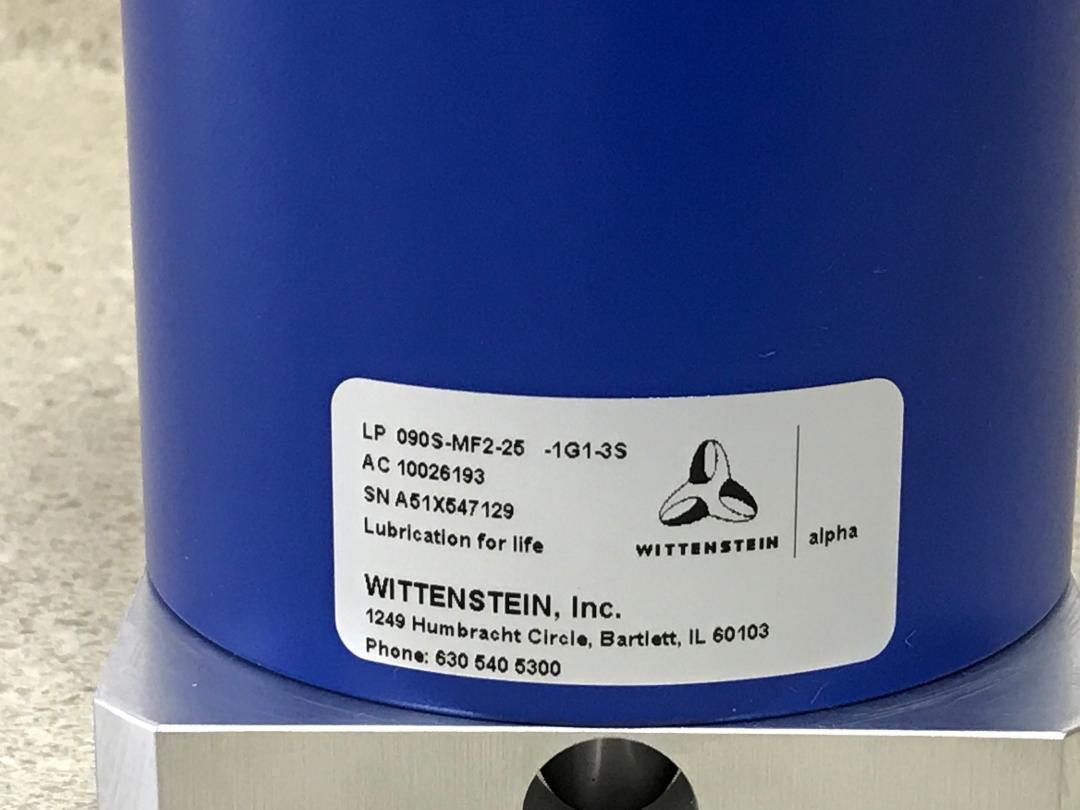 LP 090S-MF2-25 -1G1-3S
AC 10026193
SN A51X547129
Lubrication for life
WITTENSTEIN
alpha
WITTENSTEIN, Inc.
1249 Humbracht Circle, Bartlett, IL 60103
Phone: 630 540 5300